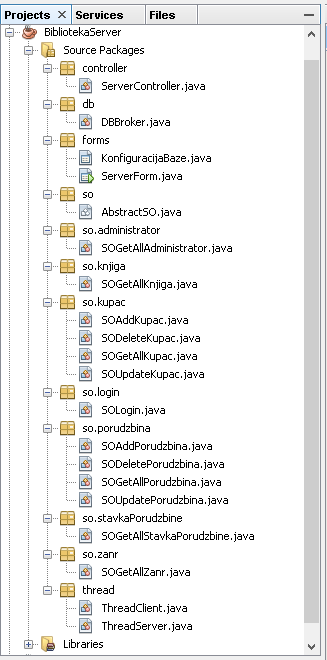 Projects Services Files
BibliotekaServer
Source Packages
controller
ServerController.java
db
DBBroker.java
forms
KonfiguracijaBaze.java
ServerForm.java
so
AbstractSO.java
so.administrator
SOGetAllAdministrator.java
so.knjiga
SOGetAllKnjiga.java
so.kupac
SOAddKupac.java
SODeleteKupac.java
SOGetAllKupac.java
SOUpdateKupac.java
so.login
SOLogin.java
so.porudzbina
SOAddPorudzbina.java
SODeletePorudzbina.java
SOGetAllPorudzbina.java
SOUpdatePorudzbina.java
so.stavkaPorudzbine
SOGetAllStavkaPorudzbine.java
so.zanr
SOGetAllZanr.java
thread
ThreadClient.java
ThreadServer.java
Libraries